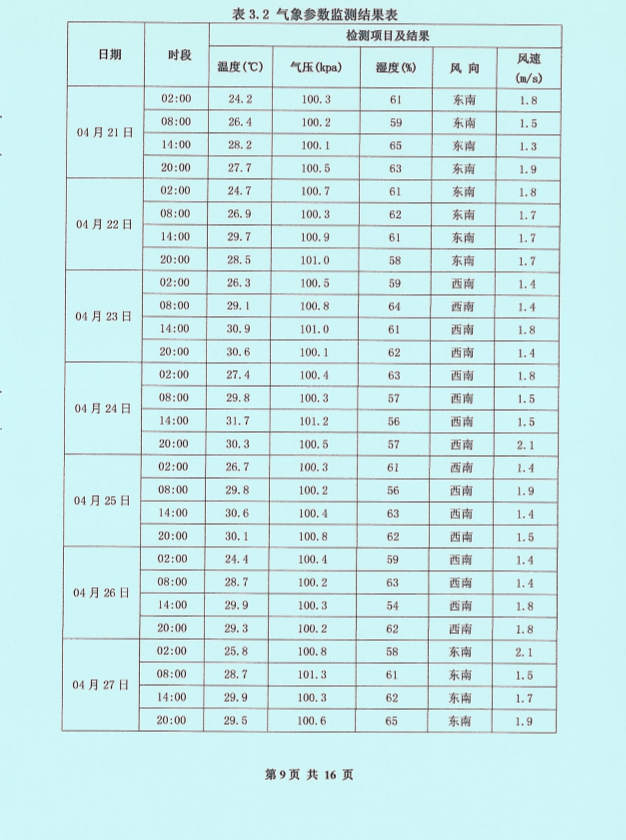 表 3.2 气象参数监测结果表
日期 时段 检测项目及结果
温度(℃) 气压(kpa) 湿度(%) 风 向 风速(m/s)
04 月 21 日 02:00 24.2 100.3 61 东南 1.8
08:00 26.4 100.2 59 东南 1.5
14:00 28.2 100.1 65 东南 1.3
20:00 27.7 100.5 63 东南 1.9
04 月 22 日 02:00 24.7 100.7 61 东南 1.8
08:00 26.9 100.3 62 东南 1.7
14:00 29.7 100.9 61 东南 1.7
20:00 28.5 101.0 58 东南 1.7
04 月 23 日 02:00 26.3 100.5 59 西南 1.4
08:00 29.1 100.8 64 西南 1.4
14:00 30.9 101.0 61 西南 1.8
20:00 30.6 100.1 62 西南 1.4
04 月 24 日 02:00 27.4 100.4 63 西南 1.8
08:00 29.8 100.3 57 西南 1.5
14:00 31.7 101.2 56 西南 1.5
20:00 30.3 100.5 57 西南 2.1
04 月 25 日 02:00 26.7 100.3 61 西南 1.4
08:00 29.8 100.2 56 西南 1.9
14:00 30.6 100.4 63 西南 1.4
20:00 30.1 100.8 62 西南 1.5
04 月 26 日 02:00 24.4 100.4 59 西南 1.4
08:00 28.7 100.2 63 西南 1.4
14:00 29.9 100.3 54 西南 1.8
20:00 29.3 100.2 62 西南 1.8
04 月 27 日 02:00 25.8 100.8 58 东南 2.1
08:00 28.7 101.3 61 东南 1.5
14:00 29.9 100.3 62 东南 1.7
20:00 29.5 100.6 65 东南 1.9
第 9 页 共 16 页